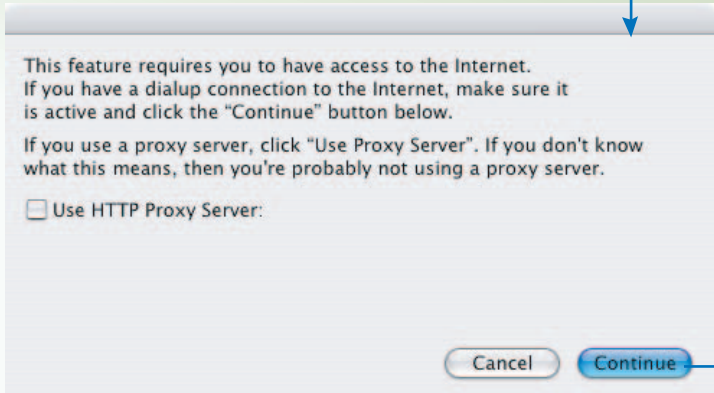 This feature requires you to have access to the Internet.
If you have a dialup connection to the Internet, make sure it
is active and click the “Continue” button below.
If you use a proxy server, click “Use Proxy Server”. If you don't know
what this means, then you're probably not using a proxy server.
Use HTTP Proxy Server:
Cancel
Continue